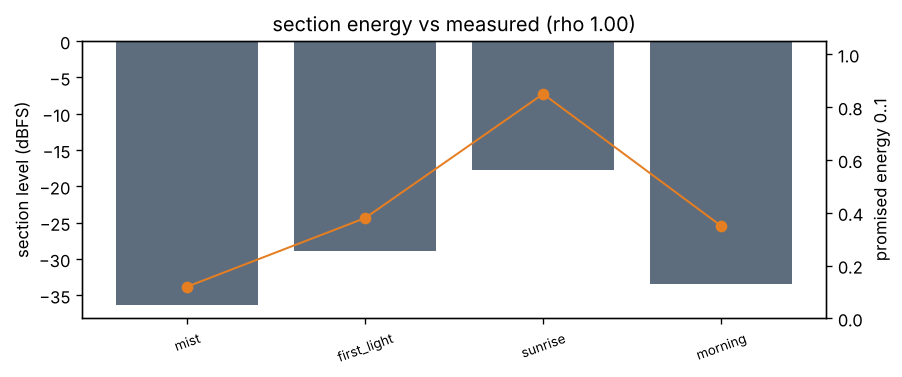 section energy vs measured (rho 1.00)
section level (dBFS)
0
−5
−10
−15
−20
−25
−30
−35
1.0
0.8
0.6
0.4
0.2
0.0
promised energy 0..1
mist
first_light
sunrise
morning